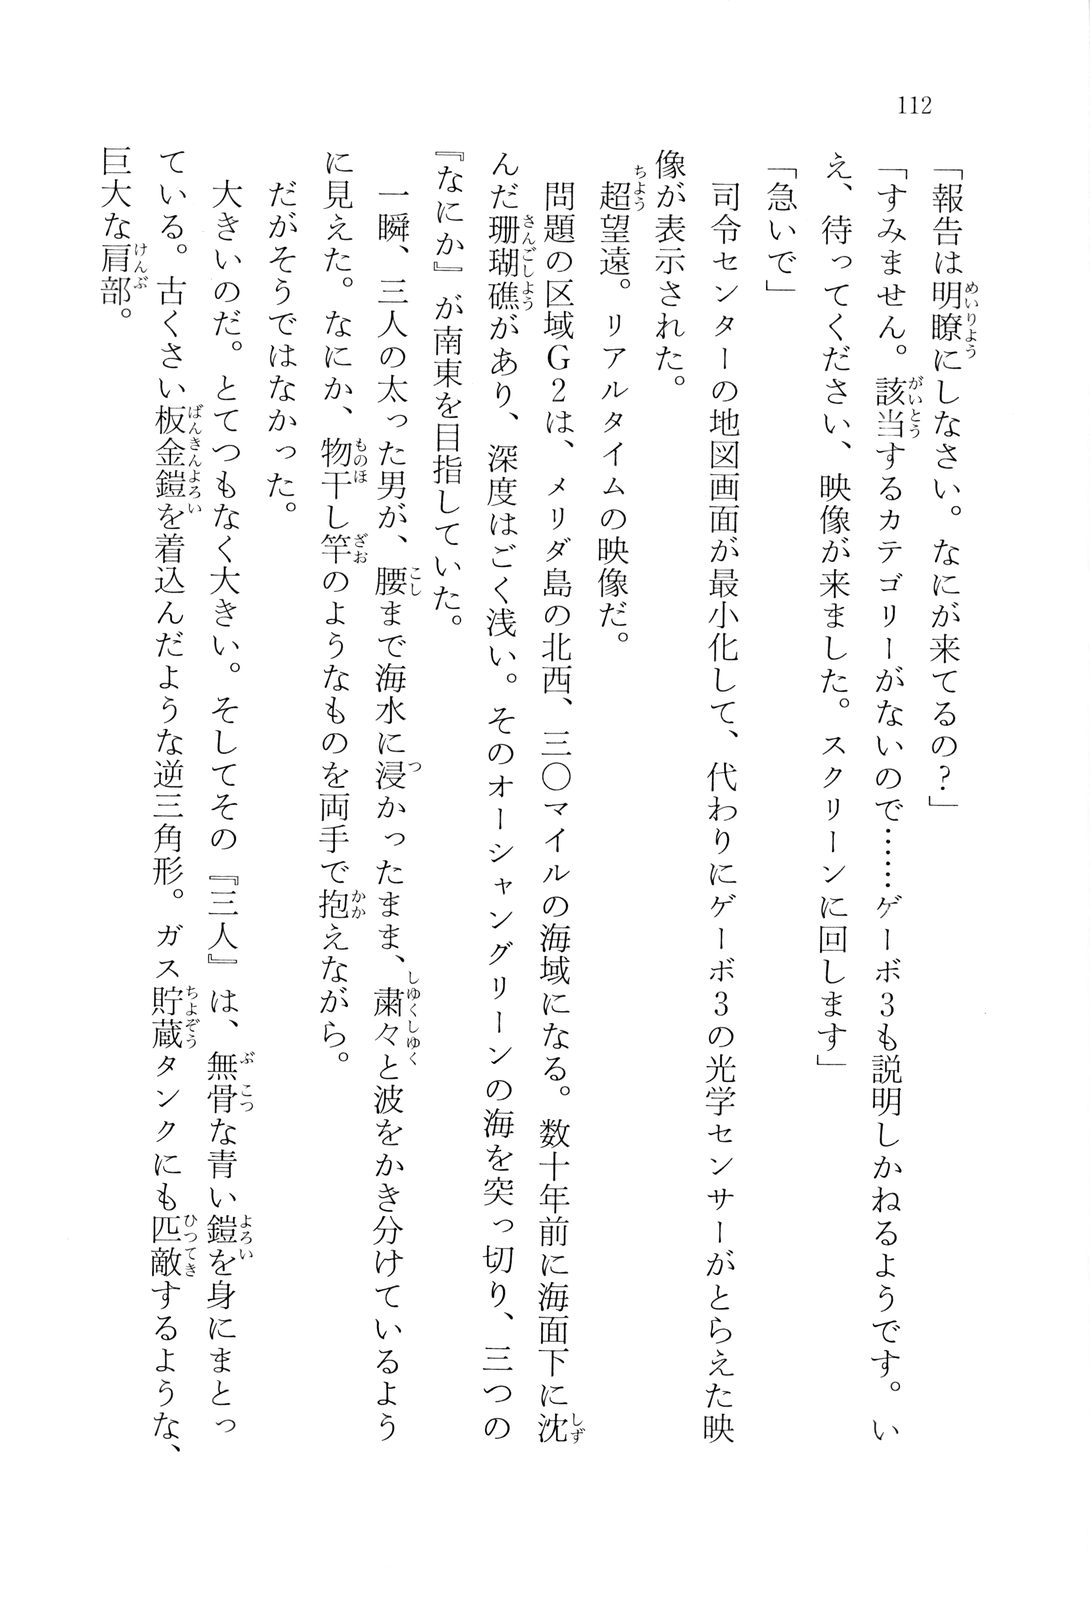 112
「報告は明瞭にしなさい。なにが来てるの?」
「すみません。該当するカテゴリーがないので……ゲーボ3も説明しかねるようです。い
え、待ってください、映像が来ました。スクリーンに回します」
「急いで」
司令センターの地図画面が最小化して、代わりにゲーボ3の光学センサーがとらえた映
像が表示された。
超望遠。リアルタイムの映像だ。
問題の区域G2は、メリダ島の北西、三〇マイルの海域になる。数十年前に海面下に沈
んだ珊瑚礁があり、深度はごく浅い。そのオーシャングリーンの海を突っ切り、三つの
『なにか』が南東を目指していた。
一瞬、三人の太った男が、腰まで海水に浸かったまま、粛々と波をかき分けているよう
に見えた。なにか、物干し竿のようなものを両手で抱えながら。
だがそうではなかった。
大きいのだ。とてつもなく大きい。そしてその『三人』は、無骨な青い鎧を身にまとっ
ている。古くさい板金鎧を着込んだような逆三角形。ガス貯蔵タンクにも匹敵するような、
巨大な肩部。